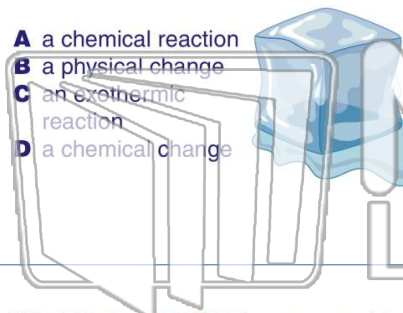 A a chemical reaction
B a physical change
C an exothermic
reaction
D a chemical change